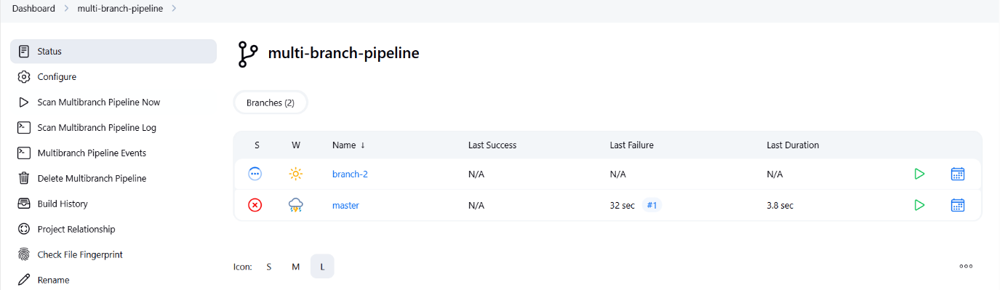 Dashboard > multi-branch-pipeline >
Status
Configure
Scan Multibranch Pipeline Now
Scan Multibranch Pipeline Log
Multibranch Pipeline Events
Delete Multibranch Pipeline
Build History
Project Relationship
Check File Fingerprint
Rename
multi-branch-pipeline
Branches (2)
S W Name ↓ Last Success Last Failure Last Duration
branch-2 N/A N/A N/A
master N/A 32 sec #1 3.8 sec
Icon: S M L